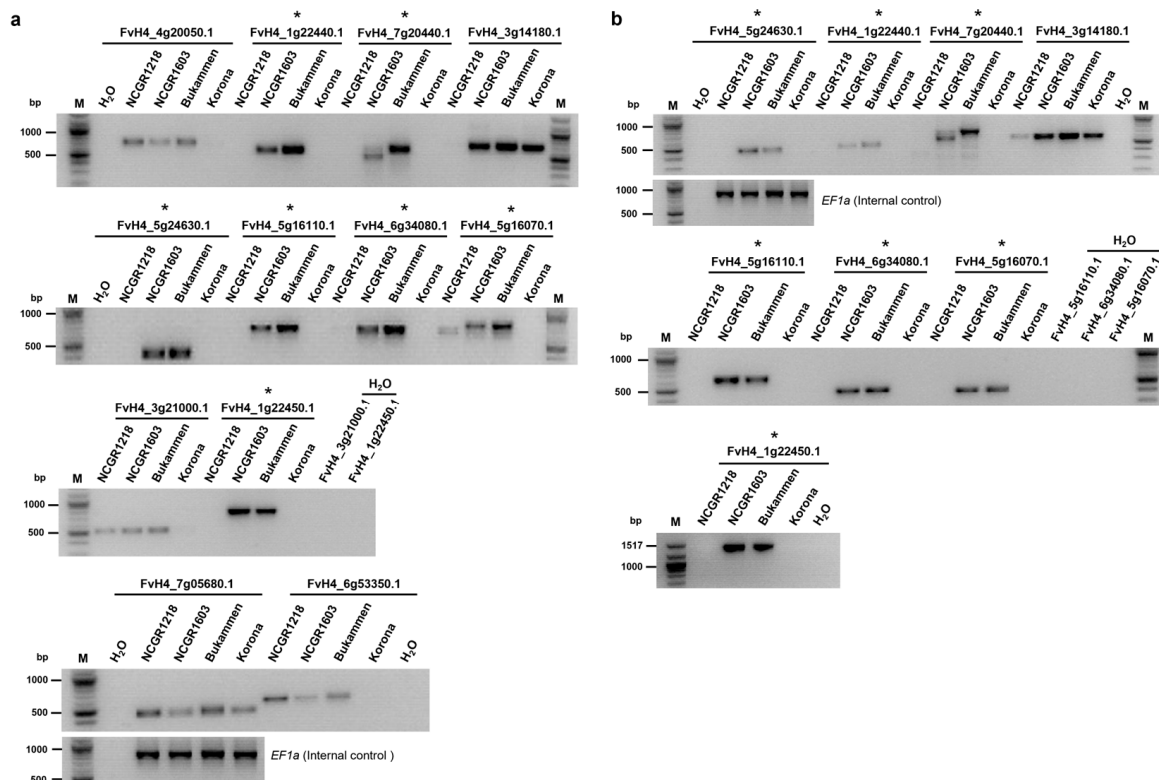 a
*
*
FvH4_4g20050.1
FvH4_1g22440.1
FvH4_7g20440.1
FvH4_3g14180.1
H₂O
NCGR1218
NCGR1603
Bukammen
Korona
NCGR1218
NCGR1603
Bukammen
Korona
NCGR1218
NCGR1603
Bukammen
Korona
NCGR1218
NCGR1603
Bukammen
Korona
bp
M
M
1000
500
*
*
*
*
FvH4_5g24630.1
FvH4_5g16110.1
FvH4_6g34080.1
FvH4_5g16070.1
H₂O
NCGR1218
NCGR1603
Bukammen
Korona
NCGR1218
NCGR1603
Bukammen
Korona
NCGR1218
NCGR1603
Bukammen
Korona
NCGR1218
NCGR1603
Bukammen
Korona
bp
M
M
1000
500
*
H₂O
FvH4_3g21000.1
FvH4_1g22450.1
NCGR1218
NCGR1603
Bukammen
Korona
NCGR1218
NCGR1603
Bukammen
Korona
FvH4_3g21000.1
FvH4_1g22450.1
bp
M
1000
500
FvH4_7g05680.1
FvH4_6g53350.1
H₂O
NCGR1218
NCGR1603
Bukammen
Korona
NCGR1218
NCGR1603
Bukammen
Korona
H₂O
bp
M
1000
500
1000
500
EF1a (Internal control )
b
*
*
*
FvH4_5g24630.1
FvH4_1g22440.1
FvH4_7g20440.1
FvH4_3g14180.1
H₂O
NCGR1218
NCGR1603
Bukammen
Korona
NCGR1218
NCGR1603
Bukammen
Korona
NCGR1218
NCGR1603
Bukammen
Korona
NCGR1218
NCGR1603
Bukammen
Korona
H₂O
bp
M
M
1000
500
1000
500
EF1a (Internal control)
*
*
*
H₂O
FvH4_5g16110.1
FvH4_6g34080.1
FvH4_5g16070.1
NCGR1218
NCGR1603
Bukammen
Korona
NCGR1218
NCGR1603
Bukammen
Korona
NCGR1218
NCGR1603
Bukammen
Korona
FvH4_5g16110.1
FvH4_6g34080.1
FvH4_5g16070.1
bp
M
M
1000
500
*
FvH4_1g22450.1
NCGR1218
NCGR1603
Bukammen
Korona
H₂O
bp
M
1517
1000